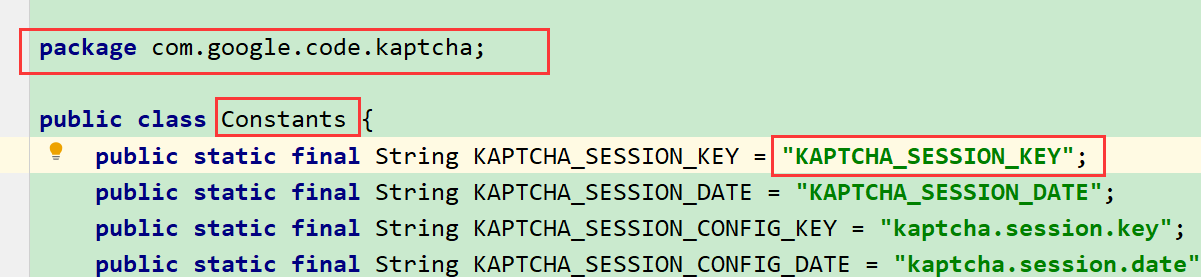 package com.google.code.kaptcha;
public class Constants {
public static final String KAPTCHA_SESSION_KEY = "KAPTCHA_SESSION_KEY";
public static final String KAPTCHA_SESSION_DATE = "KAPTCHA_SESSION_DATE";
public static final String KAPTCHA_SESSION_CONFIG_KEY = "kaptcha.session.key";
public static final String KAPTCHA_SESSION_CONFIG_DATE = "kaptcha.session.date"